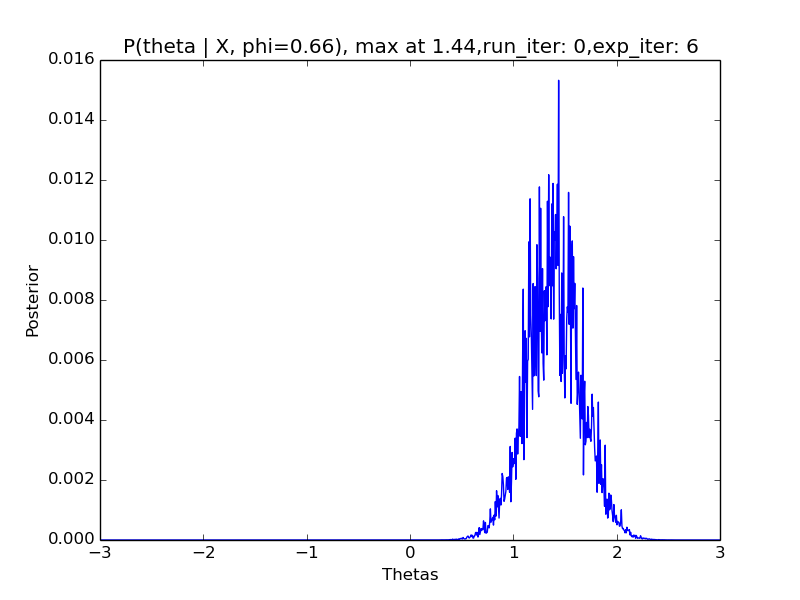 P(theta | X, phi=0.66), max at 1.44,run_iter: 0,exp_iter: 6
0.016
0.014
0.012
0.010
0.008
0.006
0.004
0.002
0.000
Posterior
−3 −2 −1 0 1 2 3
Thetas